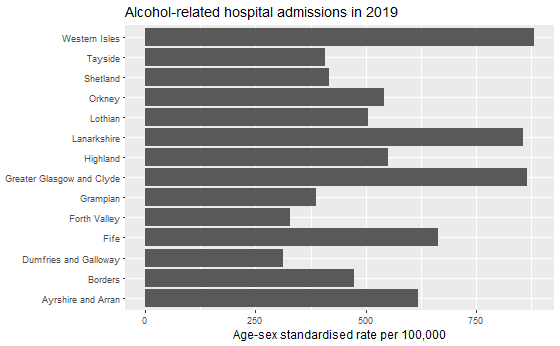 Alcohol-related hospital admissions in 2019
Western Isles
Tayside
Shetland
Orkney
Lothian
Lanarkshire
Highland
Greater Glasgow and Clyde
Grampian
Forth Valley
Fife
Dumfries and Galloway
Borders
Ayrshire and Arran
0 250 500 750
Age-sex standardised rate per 100,000